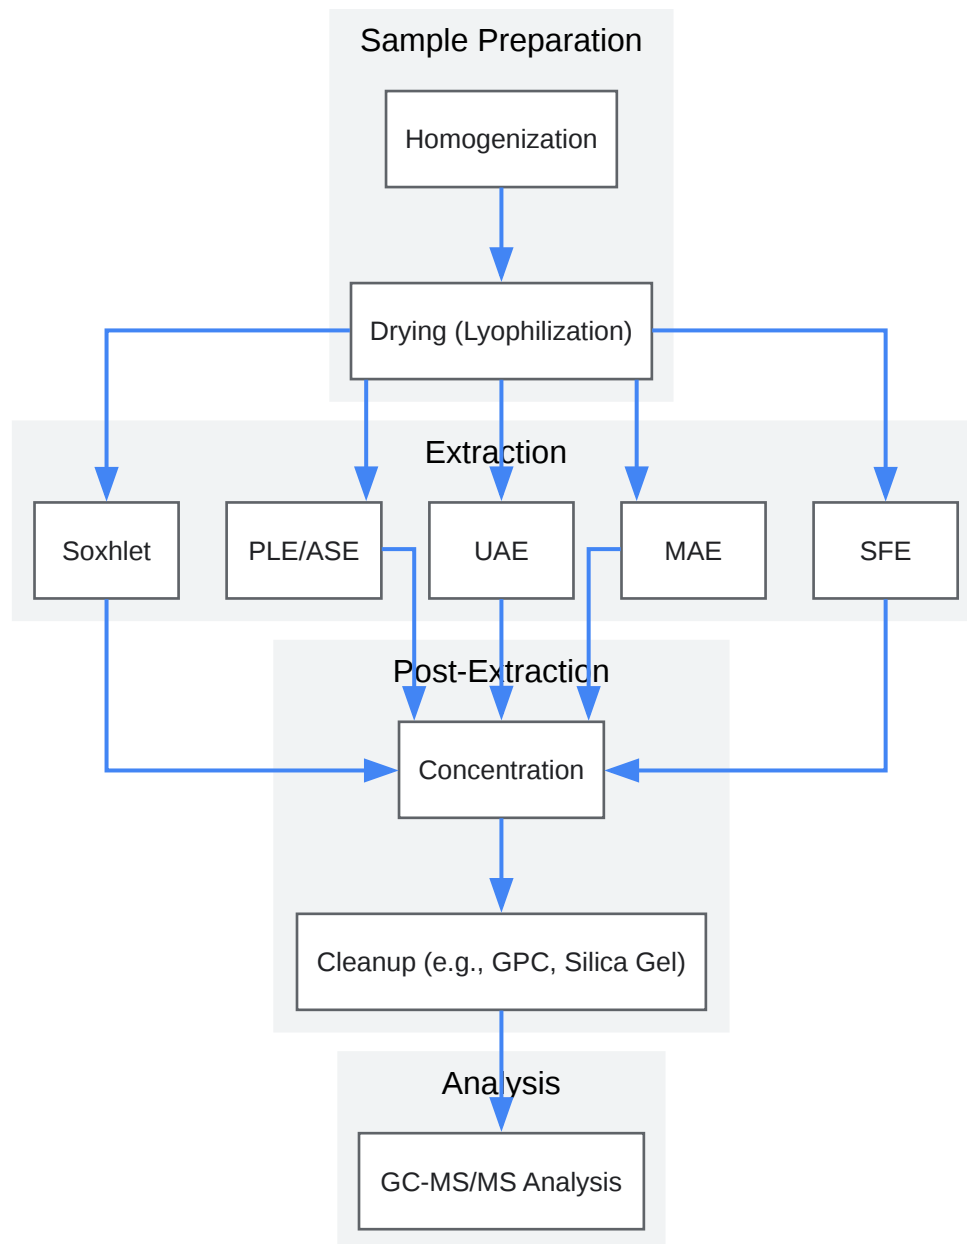 Sample Preparation
Homogenization
Drying (Lyophilization)
Extraction
Soxhlet
PLE/ASE
UAE
MAE
SFE
Post-Extraction
Concentration
Cleanup (e.g., GPC, Silica Gel)
Analysis
GC-MS/MS Analysis